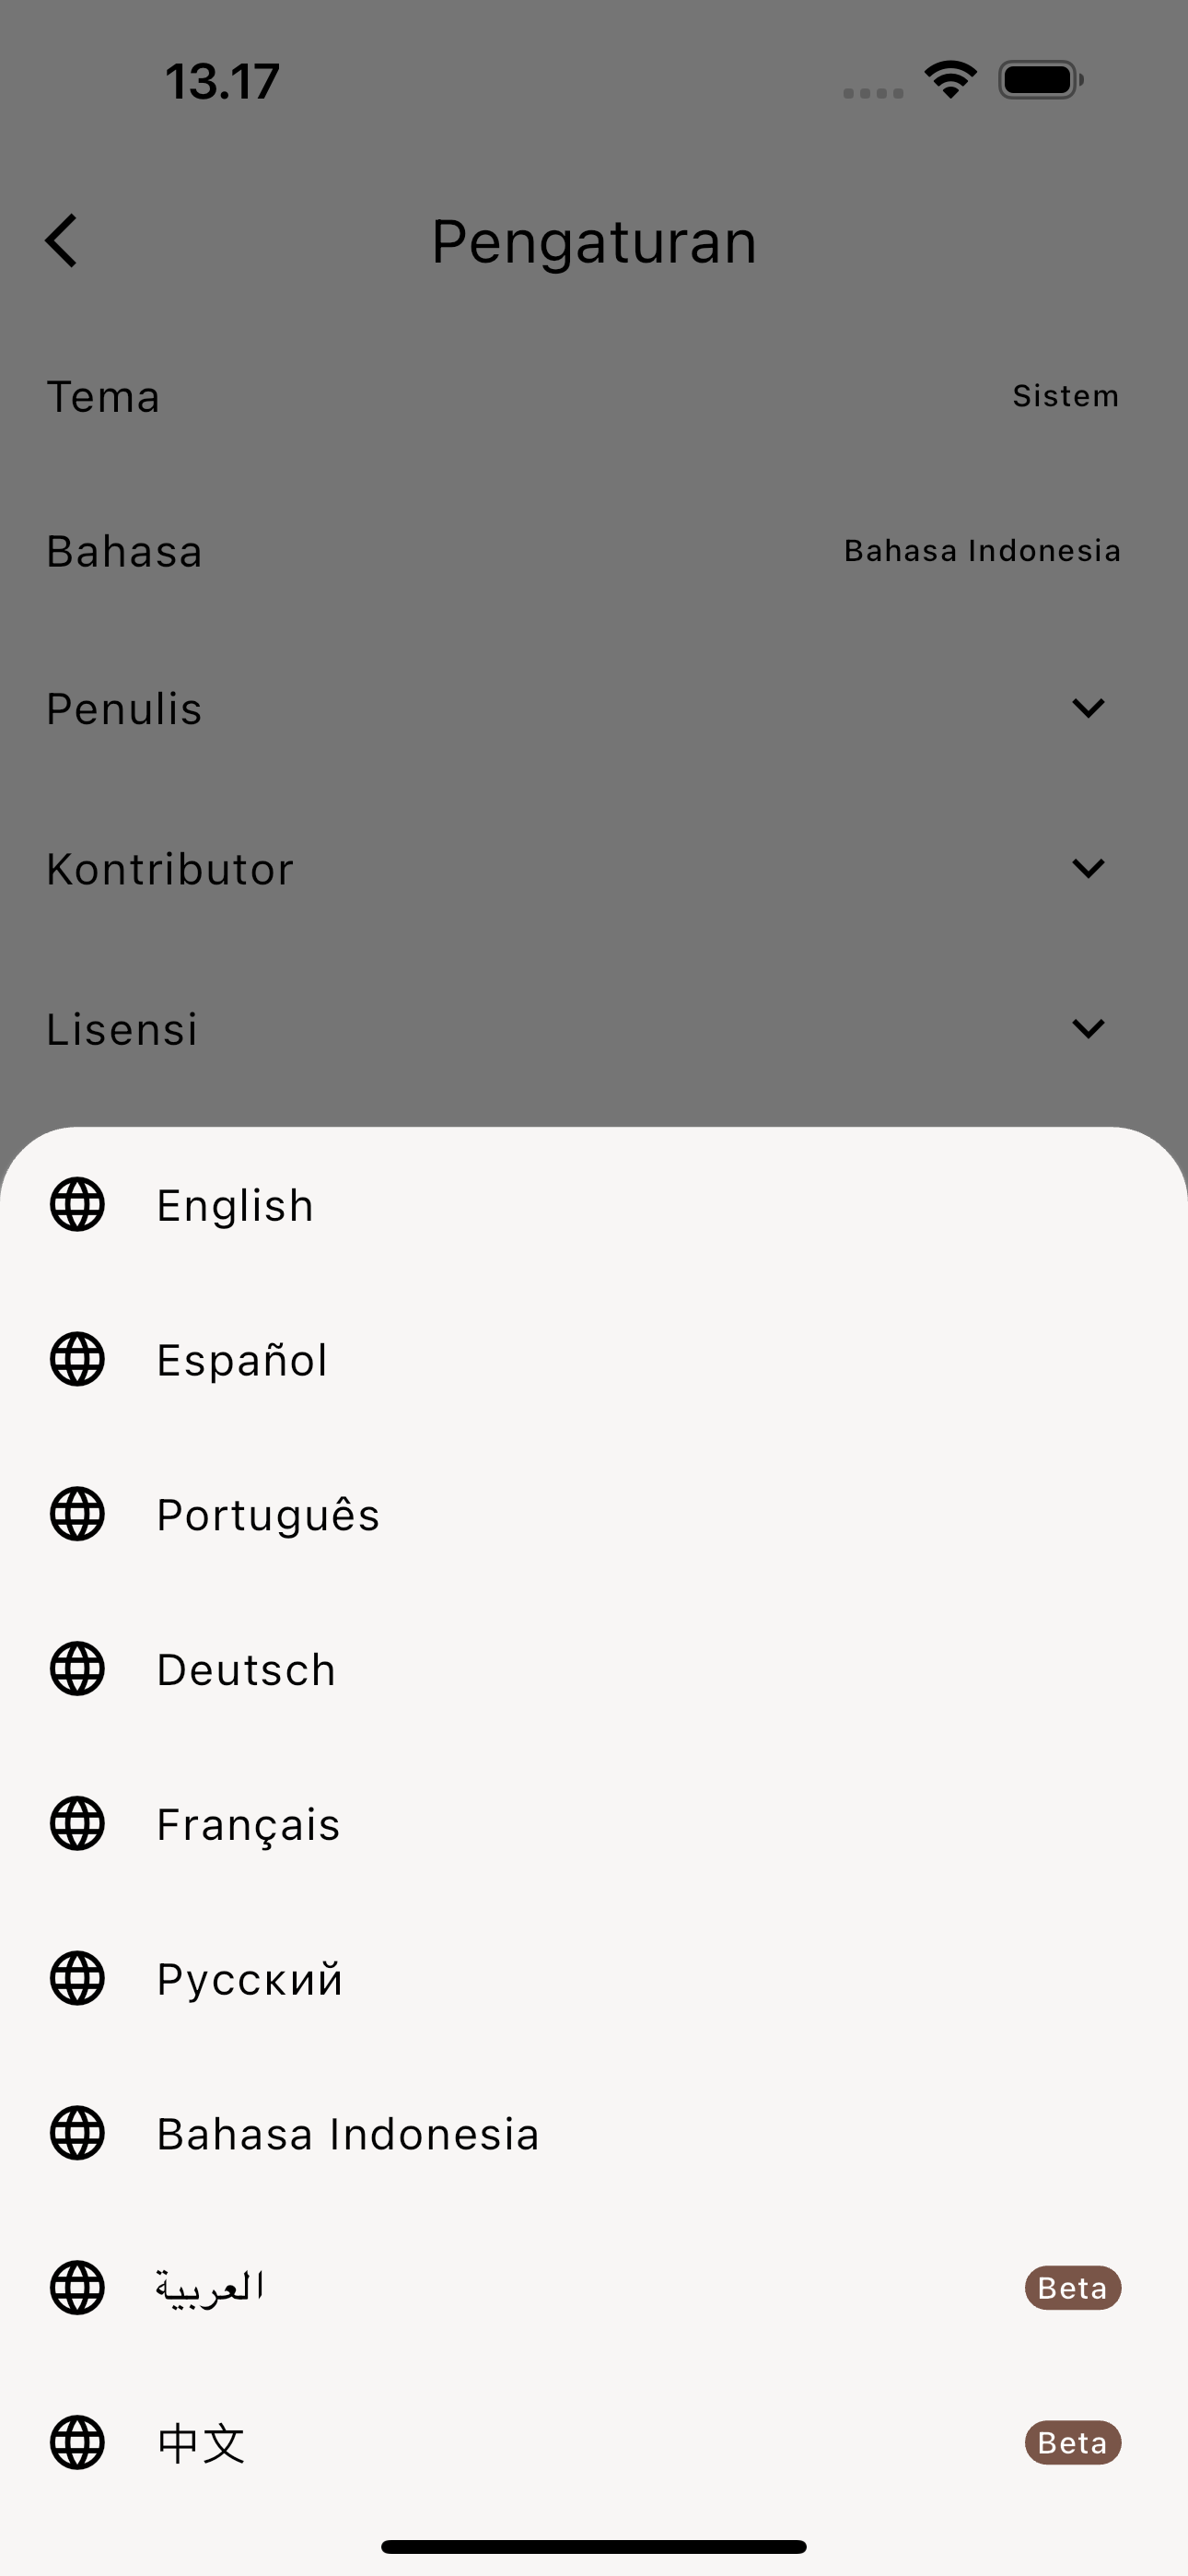 13.17
Pengaturan
Tema Sistem
Bahasa Bahasa Indonesia
Penulis
Kontributor
Lisensi
English
Español
Português
Deutsch
Français
Русский
Bahasa Indonesia
العربية Beta
中文 Beta